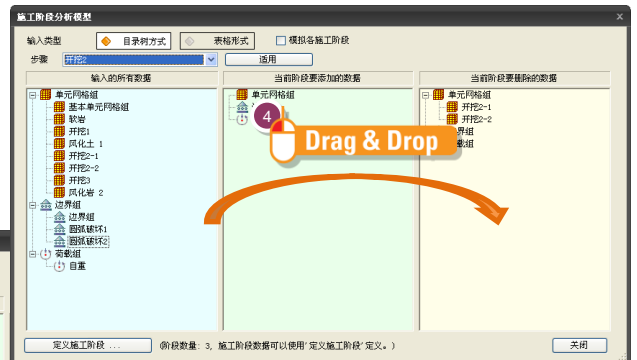 施工阶段分析模型
输入类型 目录树方式 表格形式 模拟各施工阶段
步骤 开挖2 适用
输入的所有数据
单元网格组
基本单元网格组
软岩
开挖1
风化土 1
开挖2-1
开挖2-2
开挖3
风化岩 2
边界组
边界组
圆弧破坏1
圆弧破坏2
荷载组
自重
当前阶段要添加的数据
单元网格组
4
Drag & Drop
当前阶段要删除的数据
单元网格组
开挖2-1
开挖2-2
界组
载组
定义施工阶段 ... (阶段数量: 3, 施工阶段数据可以使用'定义施工阶段'定义。) 关闭